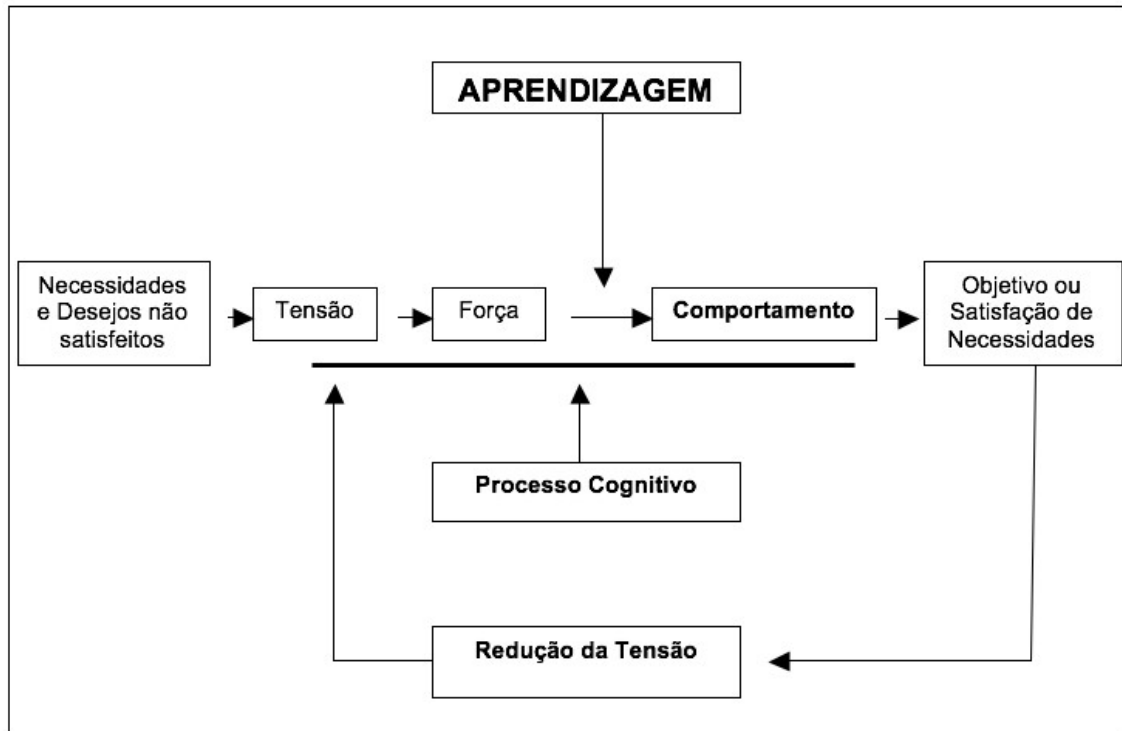 APRENDIZAGEM
Necessidades
e Desejos não
satisfeitos
Tensão
Força
Comportamento
Objetivo ou
Satisfação de
Necessidades
Processo Cognitivo
Redução da Tensão